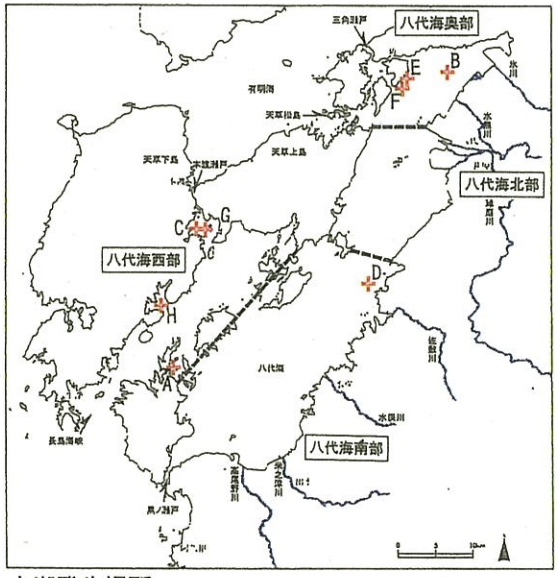 三角瀬戸
八代海奥部
B
E
F
氷川
有明海
天草松島
水無川
天草下島
本渡瀬戸
天草上島
八代海北部
球磨川
C
G
八代海西部
D
H
佐敷川
八代海
A
水俣川
長島海峡
八代海南部
米之津川
高尾野川
黒ノ瀬戸
0
5
10km